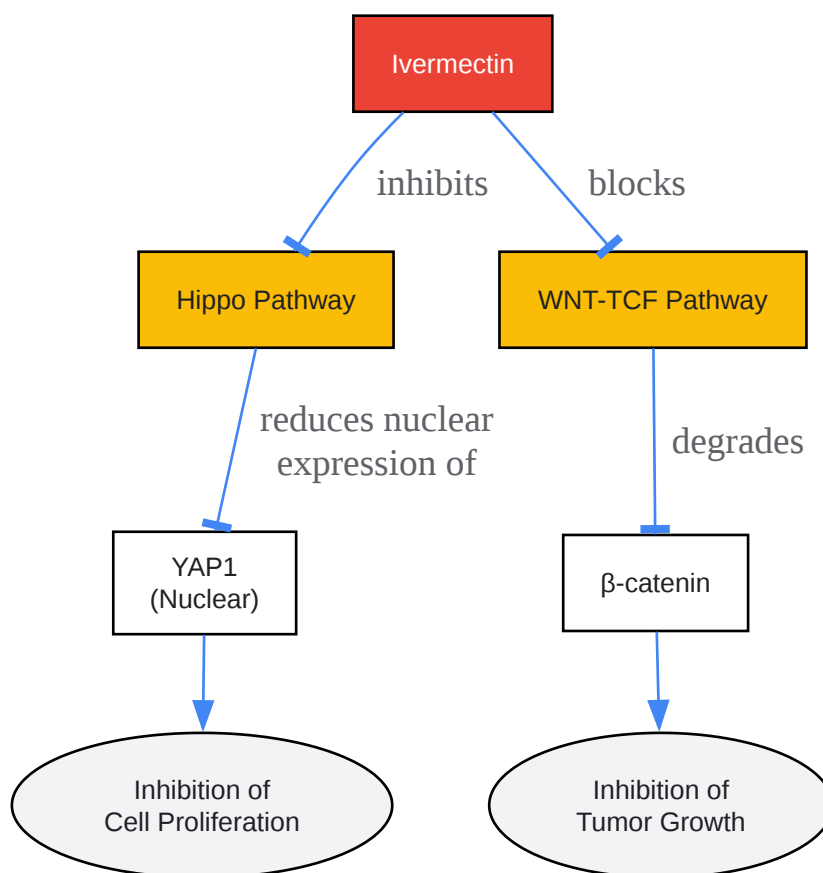 Ivermectin
inhibits
blocks
Hippo Pathway
WNT-TCF Pathway
reduces nuclear
expression of
degrades
YAP1
(Nuclear)
β-catenin
Inhibition of
Cell Proliferation
Inhibition of
Tumor Growth